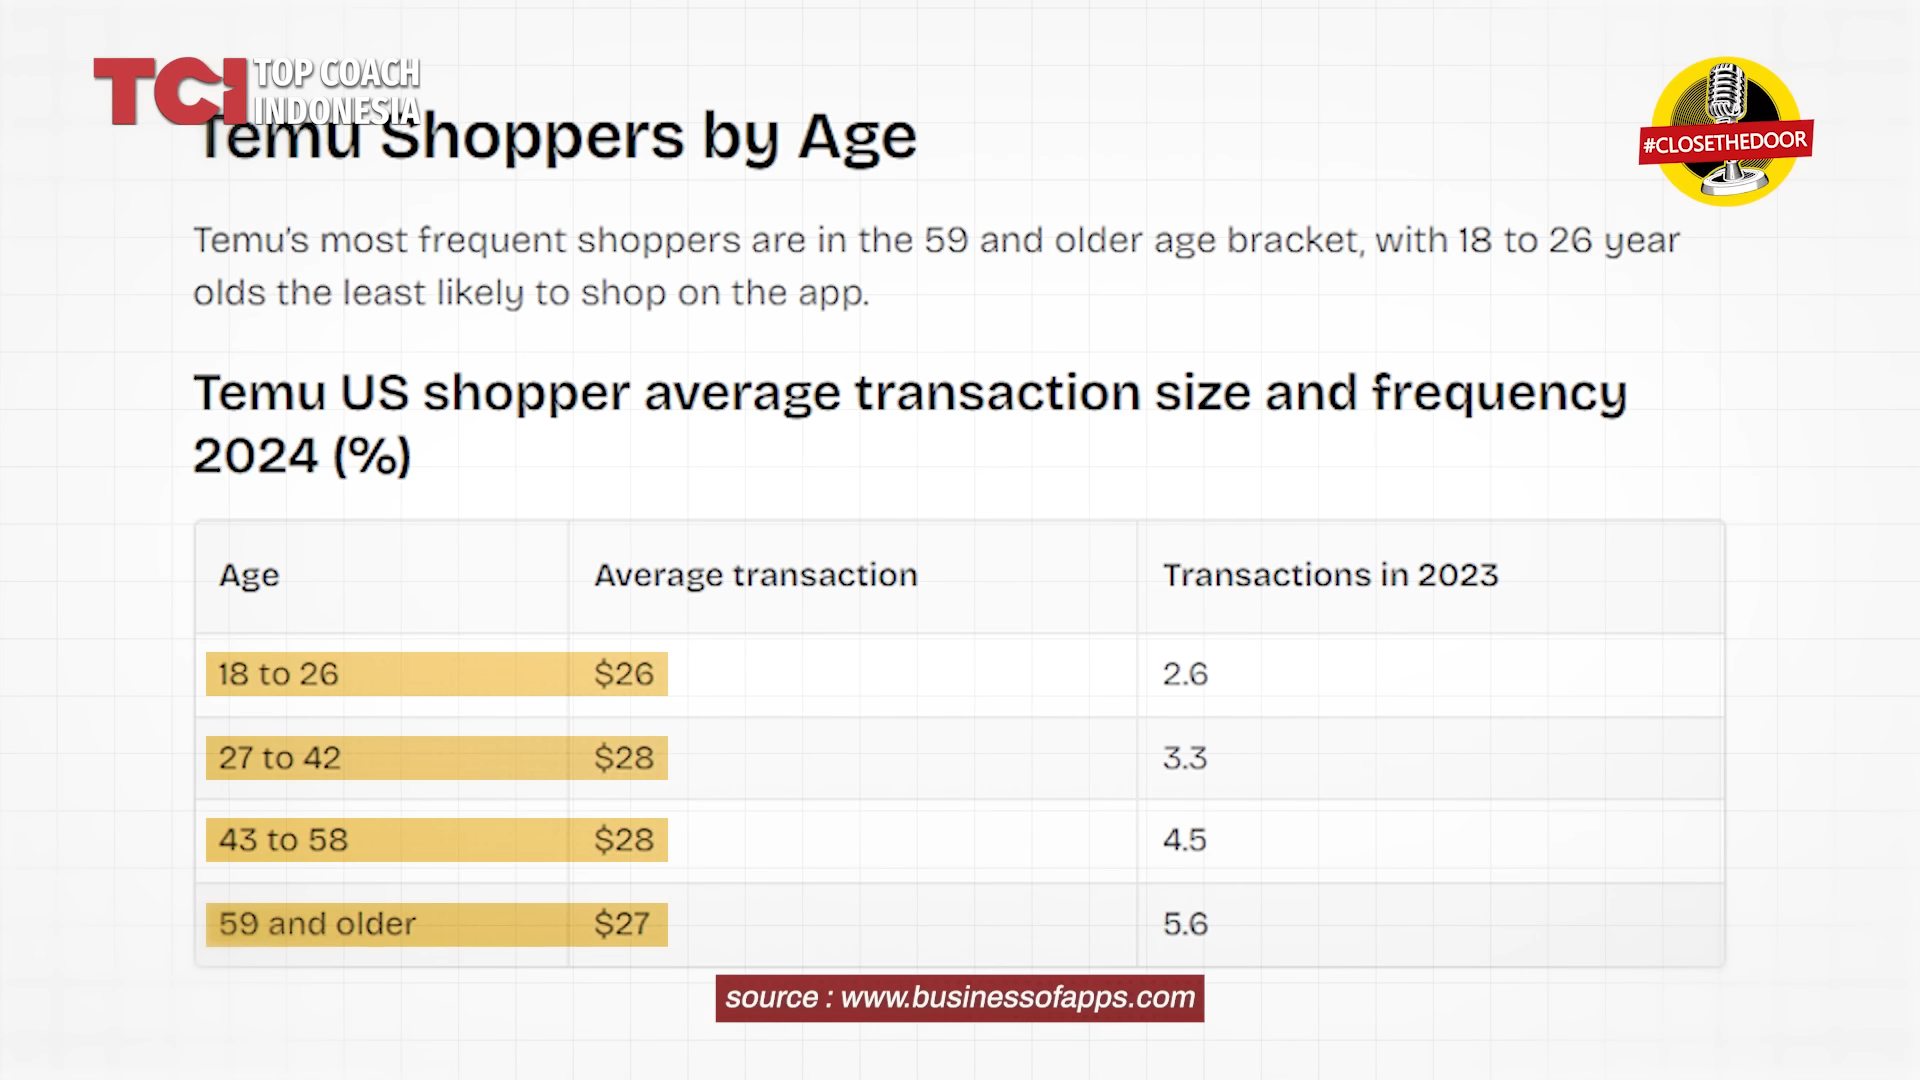 TCI TOP COACH
INDONESIA
Temu Shoppers by Age
#CLOSETHEDOOR
Temu's most frequent shoppers are in the 59 and older age bracket, with 18 to 26 year
olds the least likely to shop on the app.
Temu US shopper average transaction size and frequency
2024 (%)
Age Average transaction Transactions in 2023
18 to 26 $26 2.6
27 to 42 $28 3.3
43 to 58 $28 4.5
59 and older $27 5.6
source : www.businessofapps.com